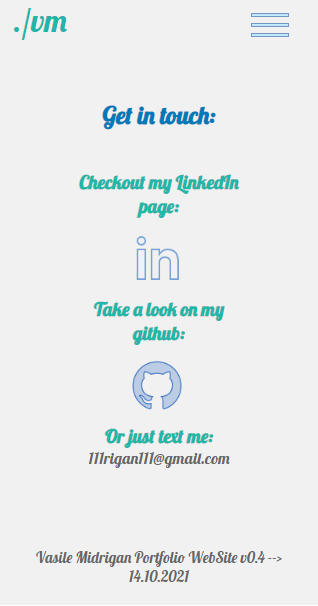 ./vm
Get in touch:
Checkout my LinkedIn
page:
in
Take a look on my
github:
Or just text me:
111rigan111@gmail.com
Vasile Midrigan Portfolio WebSite v0.4 -->
14.10.2021